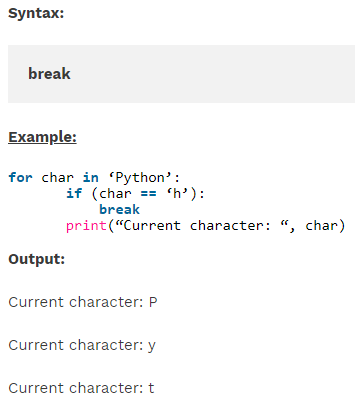 Syntax:
break
Example:
for char in ‘Python’:
        if (char == ‘h’):
            break
        print(“Current character: “, char)
Output:
Current character: P
Current character: y
Current character: t